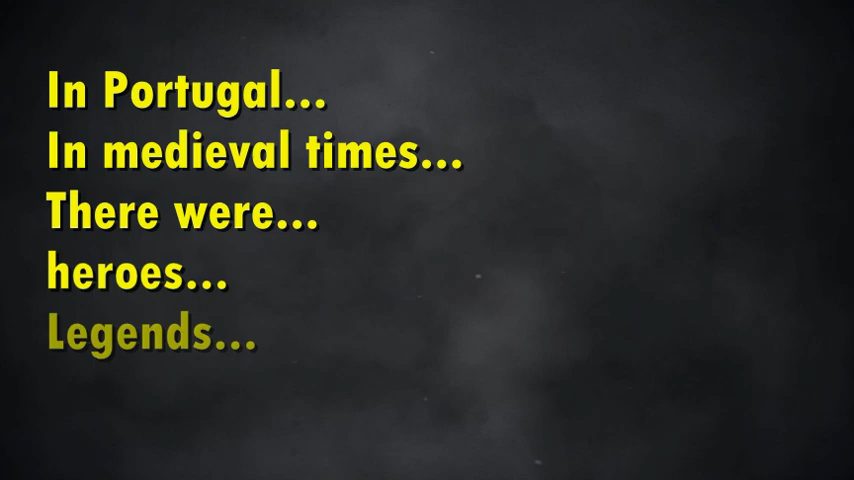 In Portugal...
In medieval times...
There were...
heroes...
Legends...